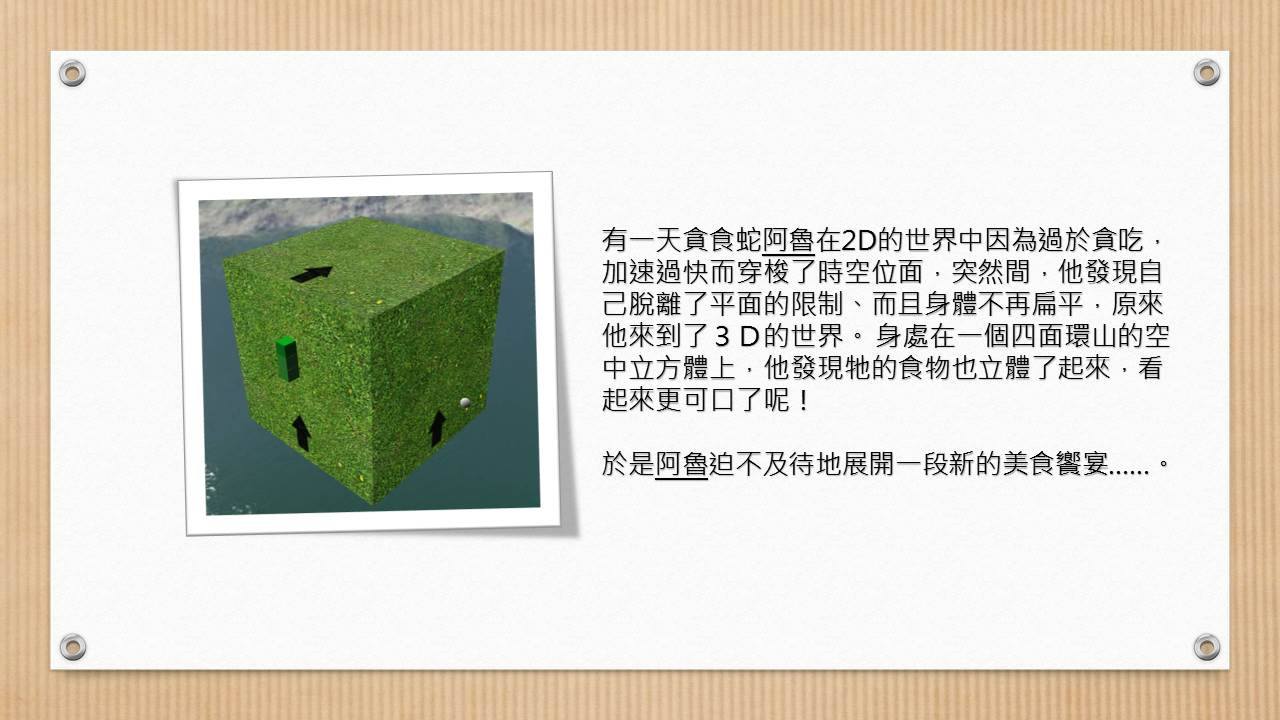 有一天貪食蛇阿魯在2D的世界中因為過於貪吃，
加速過快而穿梭了時空位面，突然間，他發現自
己脫離了平面的限制、而且身體不再扁平，原來
他來到了３Ｄ的世界。 身處在一個四面環山的空
中立方體上，他發現牠的食物也立體了起來，看
起來更可口了呢！
於是阿魯迫不及待地展開一段新的美食饗宴......。